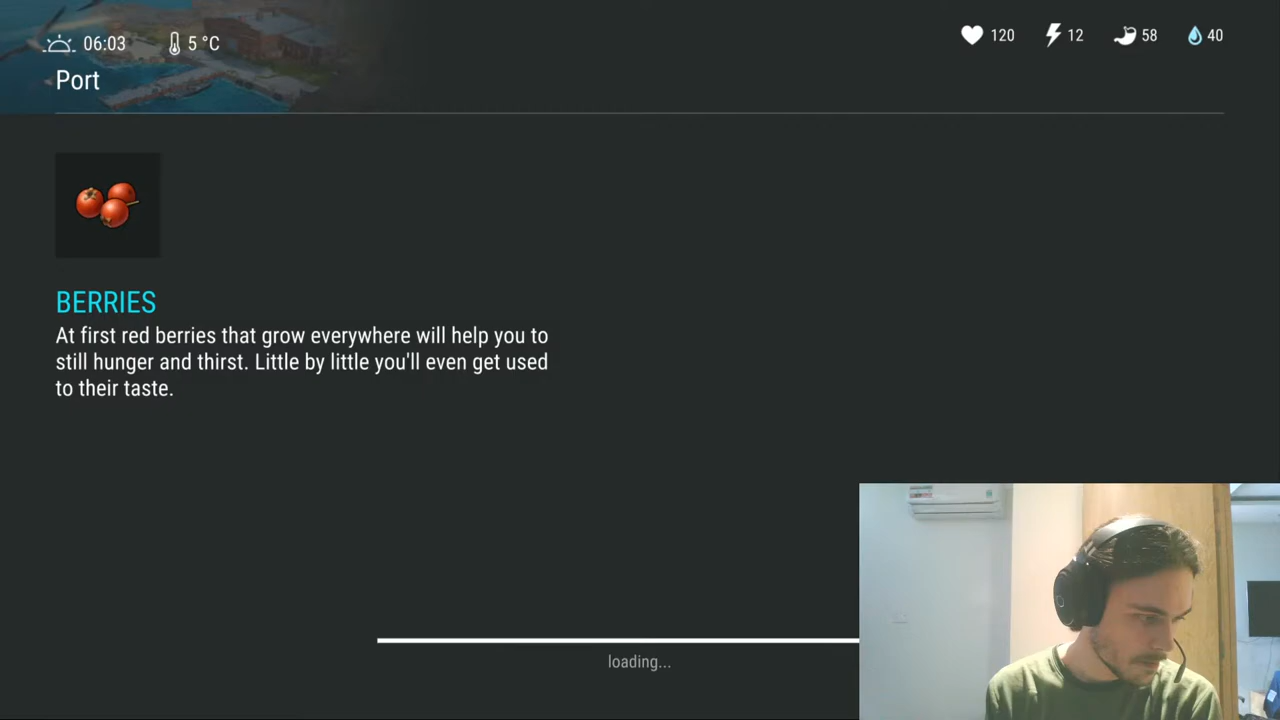 06:03 5 °C 120 12 58 40
Port
BERRIES
At first red berries that grow everywhere will help you to
still hunger and thirst. Little by little you'll even get used
to their taste.
loading...